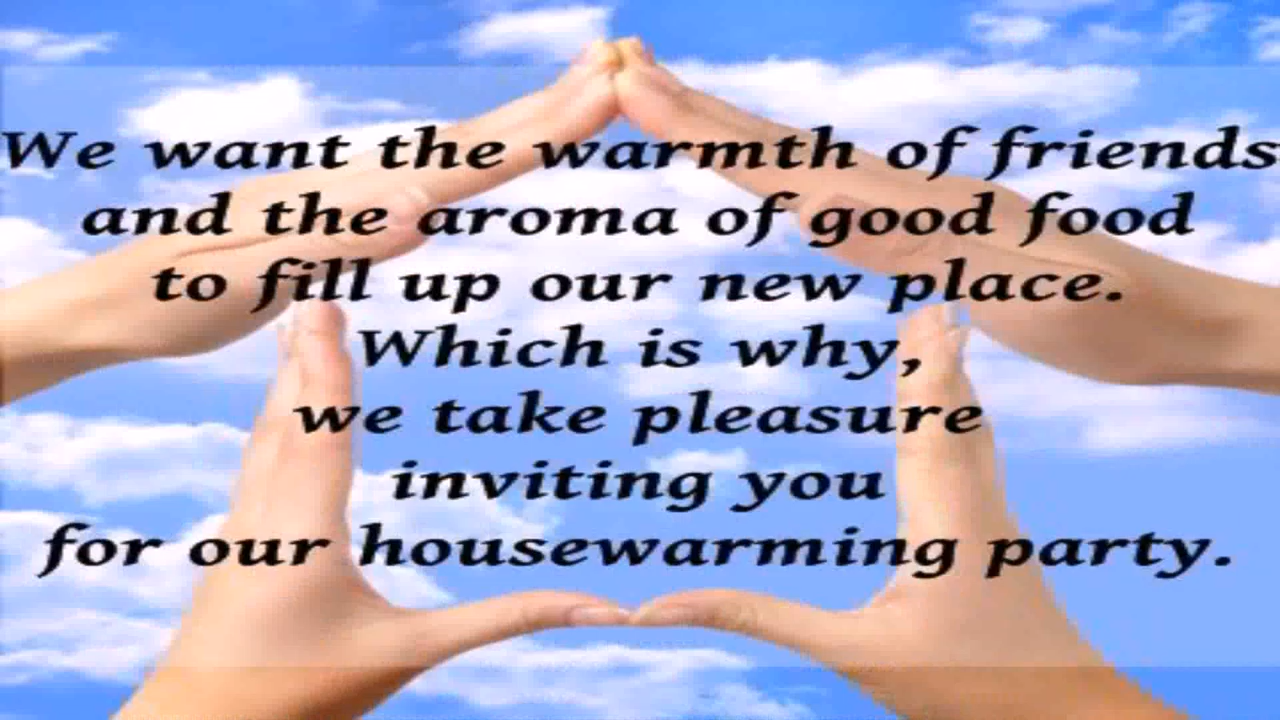 We want the warmth of friends
and the aroma of good food
to fill up our new place.
Which is why,
we take pleasure
inviting you
for our housewarming party.